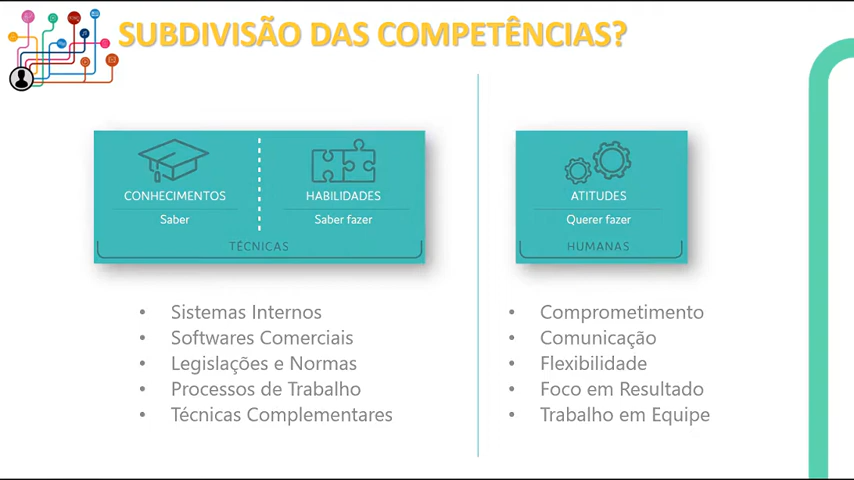 SUBDIVISÃO DAS COMPETÊNCIAS?
CONHECIMENTOS
Saber
HABILIDADES
Saber fazer
TÉCNICAS
ATITUDES
Querer fazer
HUMANAS
• Sistemas Internos
• Softwares Comerciais
• Legislações e Normas
• Processos de Trabalho
• Técnicas Complementares
• Comprometimento
• Comunicação
• Flexibilidade
• Foco em Resultado
• Trabalho em Equipe